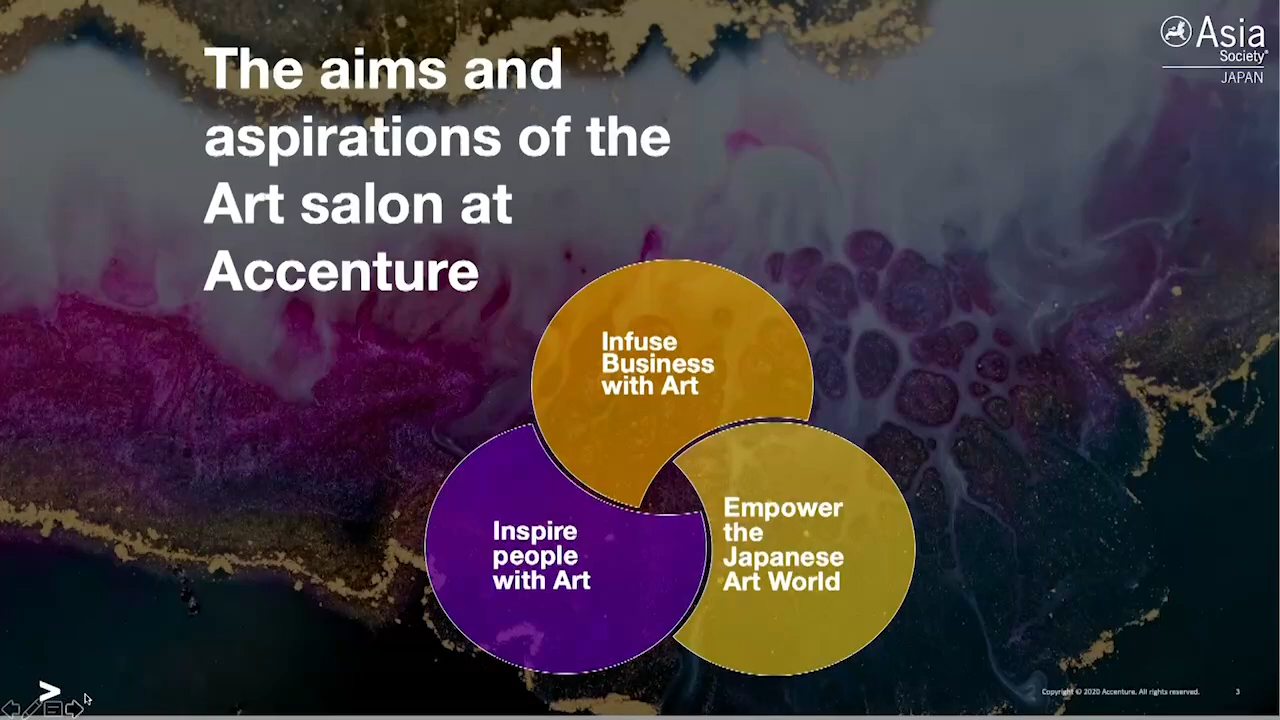 The aims and
aspirations of the
Art salon at
Accenture
Asia
Society
JAPAN
Infuse
Business
with Art
Inspire
people
with Art
Empower
the
Japanese
Art World
>
Copyright © 2020 Accenture. All rights reserved.
3